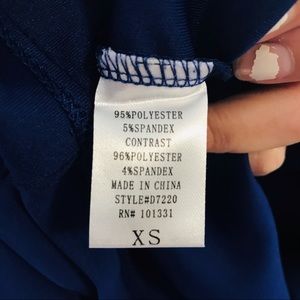 95%POLYESTER
5%SPANDEX
CONTRAST
96%POLYESTER
4%SPANDEX
MADE IN CHINA
STYLE#D7220
RN# 101331
XS